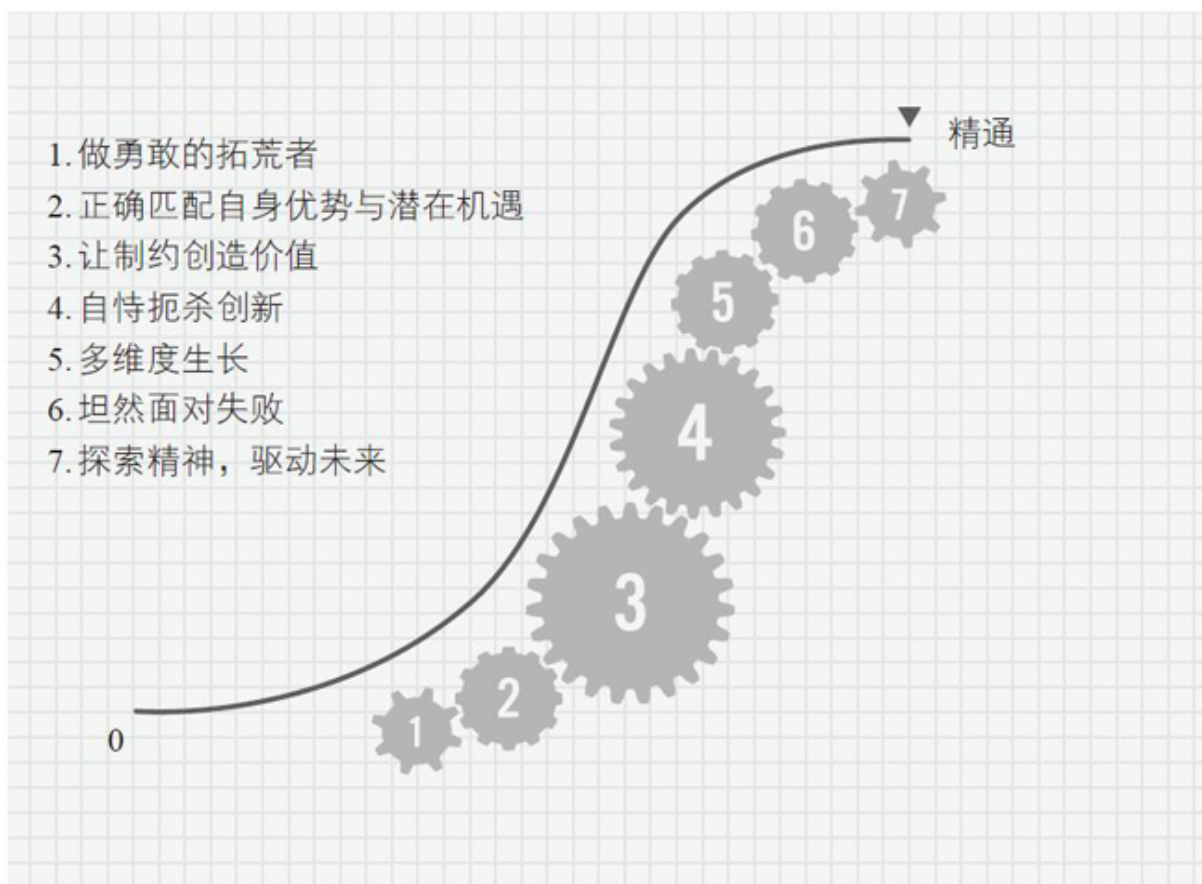 1. 做勇敢的拓荒者
2. 正确匹配自身优势与潜在机遇
3. 让制约创造价值
4. 自恃扼杀创新
5. 多维度生长
6. 坦然面对失败
7. 探索精神，驱动未来
精通
7
6
5
4
3
2
1
0